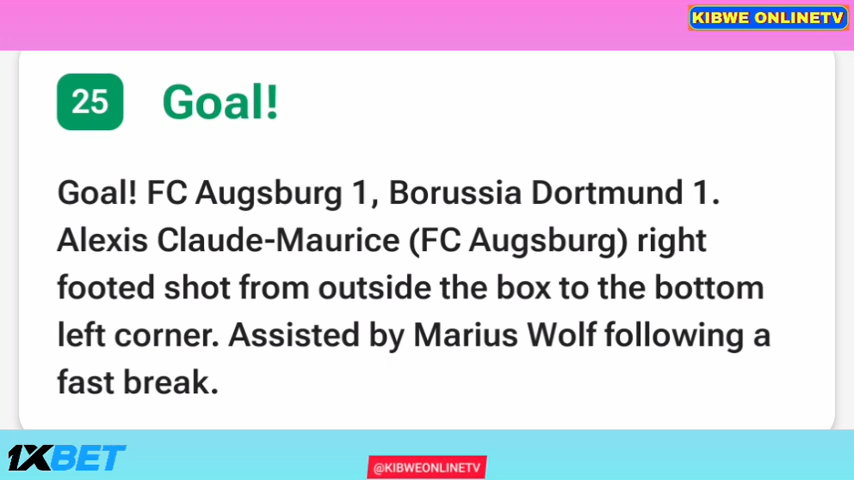 KIBWE ONLINETV
25 Goal!
Goal! FC Augsburg 1, Borussia Dortmund 1.
Alexis Claude-Maurice (FC Augsburg) right
footed shot from outside the box to the bottom
left corner. Assisted by Marius Wolf following a
fast break.
1XBET
@KIBWEONLINETV